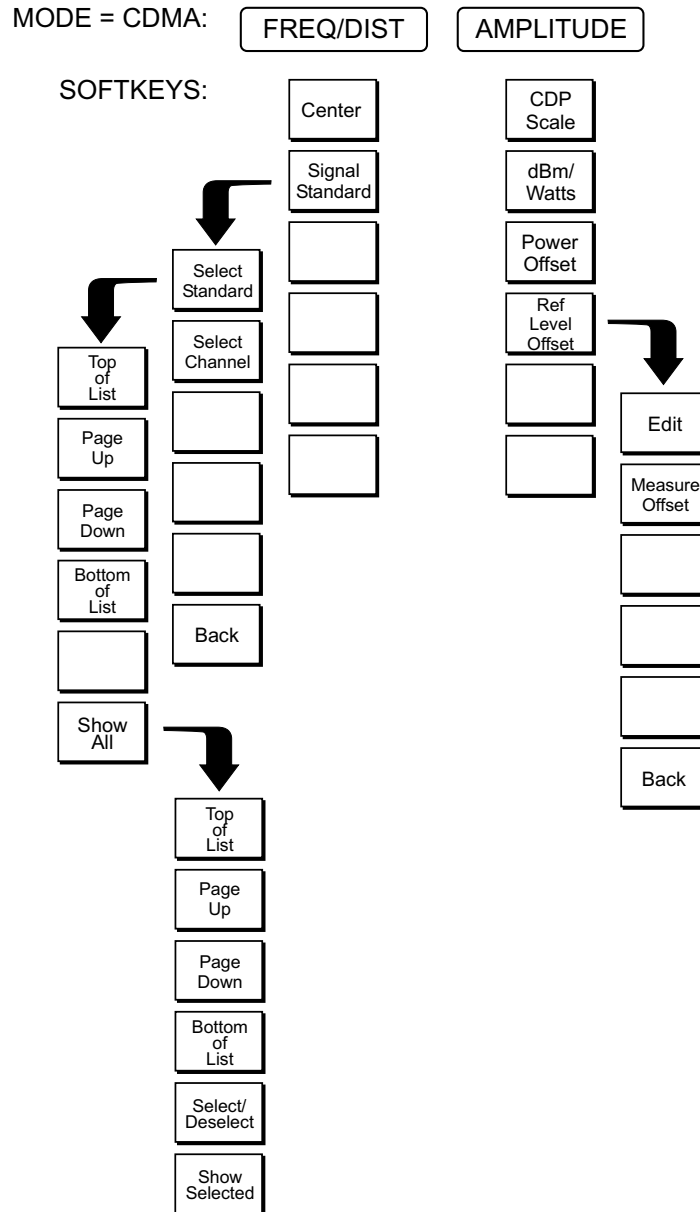 MODE = CDMA:
FREQ/DIST
AMPLITUDE
SOFTKEYS:
Center
Signal
Standard
Select
Standard
Select
Channel
Back
Top
of
List
Page
Up
Page
Down
Bottom
of
List
Show
All
Top
of
List
Page
Up
Page
Down
Bottom
of
List
Select/
Deselect
Show
Selected
CDP
Scale
dBm/
Watts
Power
Offset
Ref
Level
Offset
Edit
Measure
Offset
Back